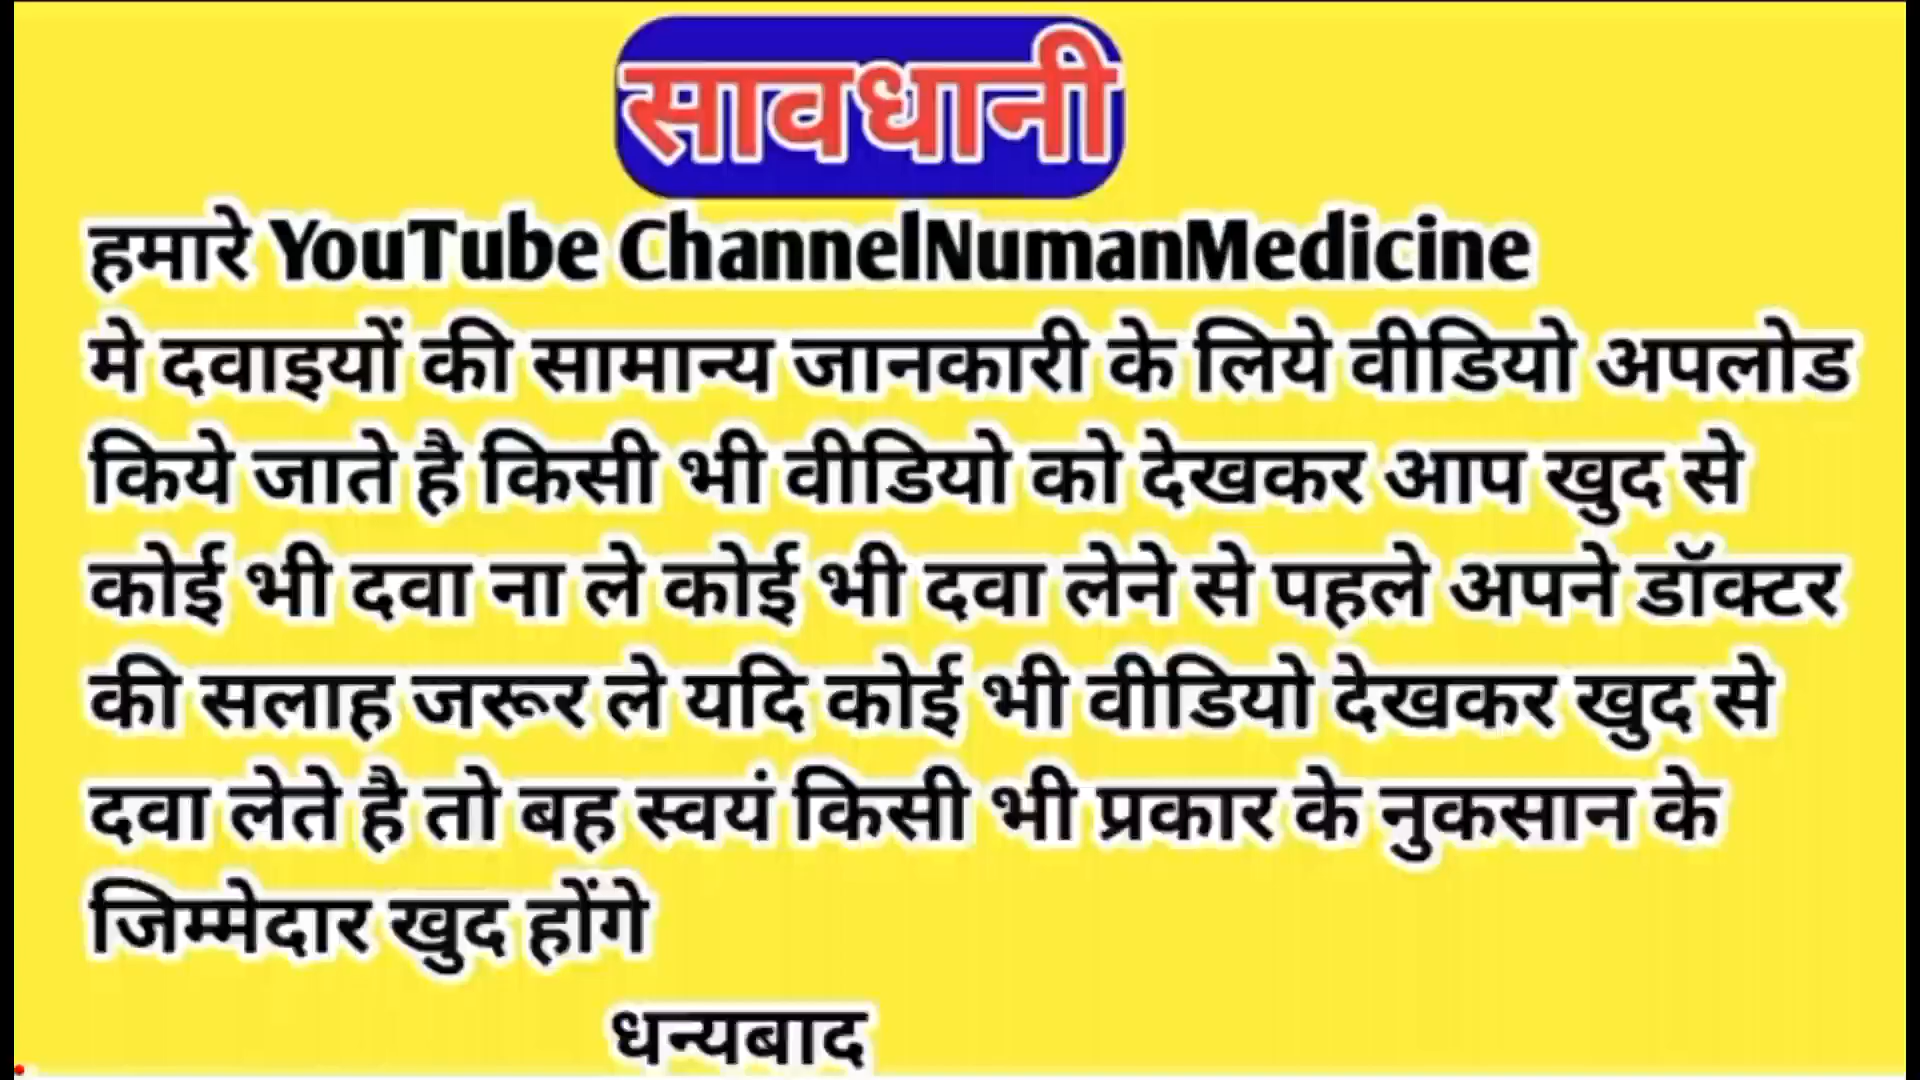 सावधानी
हमारे YouTube ChannelNumanMedicine
मे दवाइयों की सामान्य जानकारी के लिये वीडियो अपलोड
किये जाते है किसी भी वीडियो को देखकर आप खुद से
कोई भी दवा ना ले कोई भी दवा लेने से पहले अपने डॉक्टर
की सलाह जरूर ले यदि कोई भी वीडियो देखकर खुद से
दवा लेते है तो बह स्वयं किसी भी प्रकार के नुकसान के
जिम्मेदार खुद होंगे
धन्यबाद